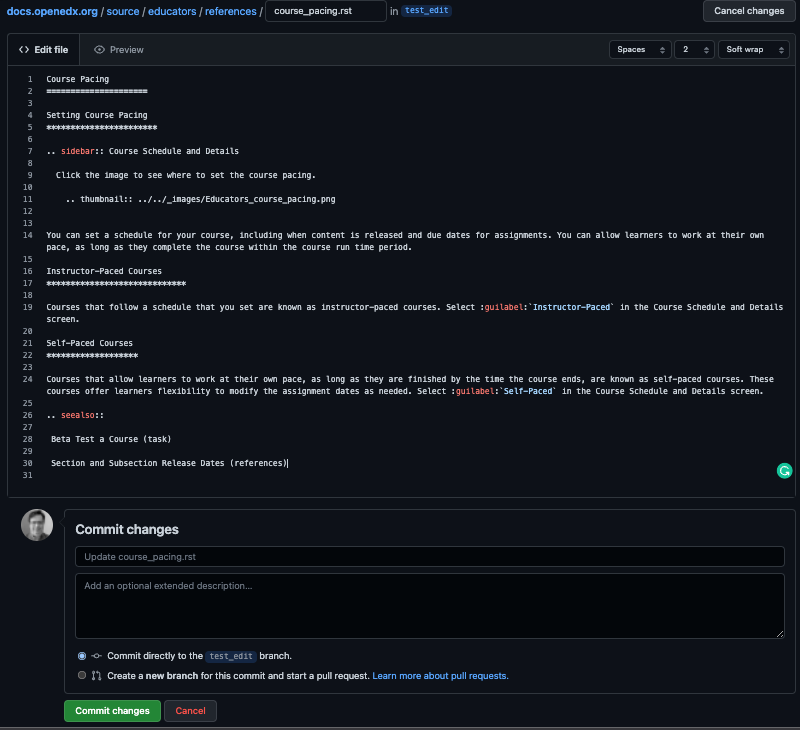 docs.openedx.org / source / educators / references / course_pacing.rst in test_edit Cancel changes
<> Edit file Preview Spaces 2 Soft wrap
1 Course Pacing
2 =====================
3
4 Setting Course Pacing
5 ***********************
6
7 .. sidebar:: Course Schedule and Details
8
9 Click the image to see where to set the course pacing.
10
11 .. thumbnail:: ../../_images/Educators_course_pacing.png
12
13
14 You can set a schedule for your course, including when content is released and due dates for assignments. You can allow learners to work at their own
pace, as long as they complete the course within the course run time period.
15
16 Instructor-Paced Courses
17 *****************************
18
19 Courses that follow a schedule that you set are known as instructor-paced courses. Select :guilabel:`Instructor-Paced` in the Course Schedule and Details
screen.
20
21 Self-Paced Courses
22 *******************
23
24 Courses that allow learners to work at their own pace, as long as they are finished by the time the course ends, are known as self-paced courses. These
courses offer learners flexibility to modify the assignment dates as needed. Select :guilabel:`Self-Paced` in the Course Schedule and Details screen.
25
26 .. seealso::
27
28 Beta Test a Course (task)
29
30 Section and Subsection Release Dates (references)
31
Commit changes
Update course_pacing.rst
Add an optional extended description...
Commit directly to the test_edit branch.
Create a new branch for this commit and start a pull request. Learn more about pull requests.
Commit changes Cancel